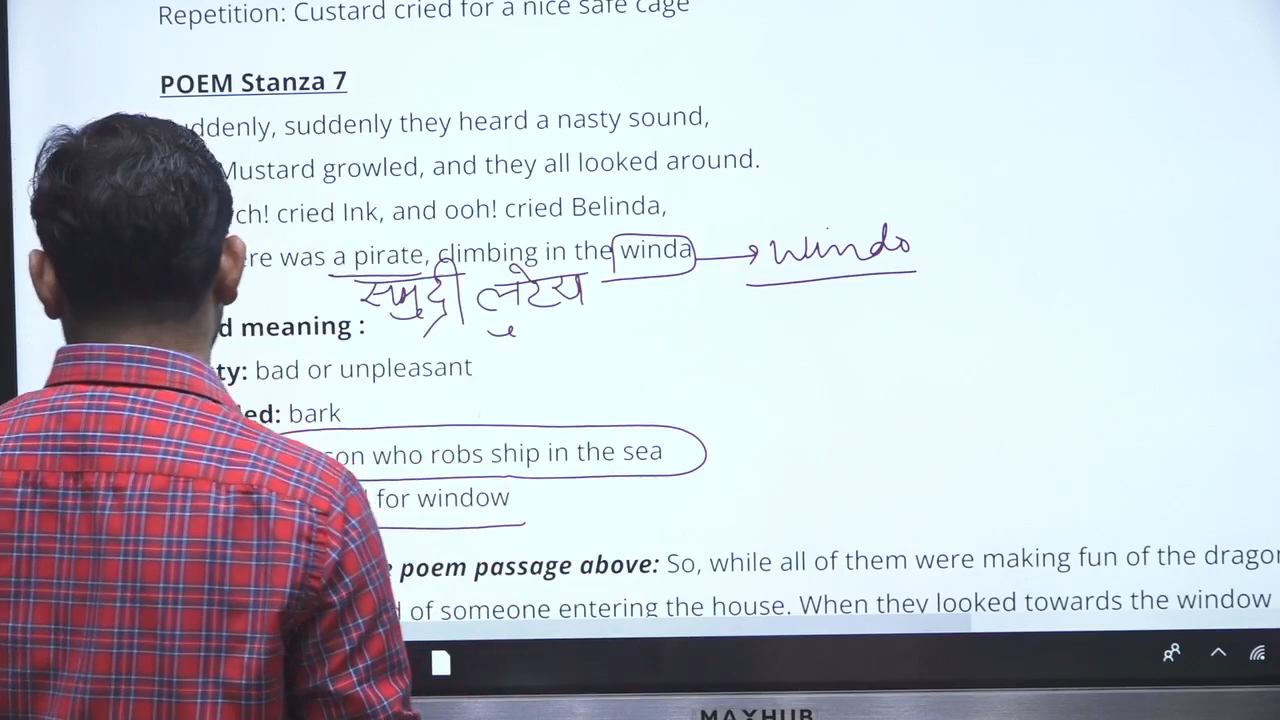 Repetition: Custard cried for a nice safe cage
POEM Stanza 7
ddenly, suddenly they heard a nasty sound,
Mustard growled, and they all looked around.
ch! cried Ink, and ooh! cried Belinda,
ere was a pirate, climbing in the winda → Windo
समुद्री लुटेरा
d meaning :
ty: bad or unpleasant
ed: bark
son who robs ship in the sea
for window
poem passage above: So, while all of them were making fun of the dragon
d of someone entering the house. When they looked towards the window
MAXHUB